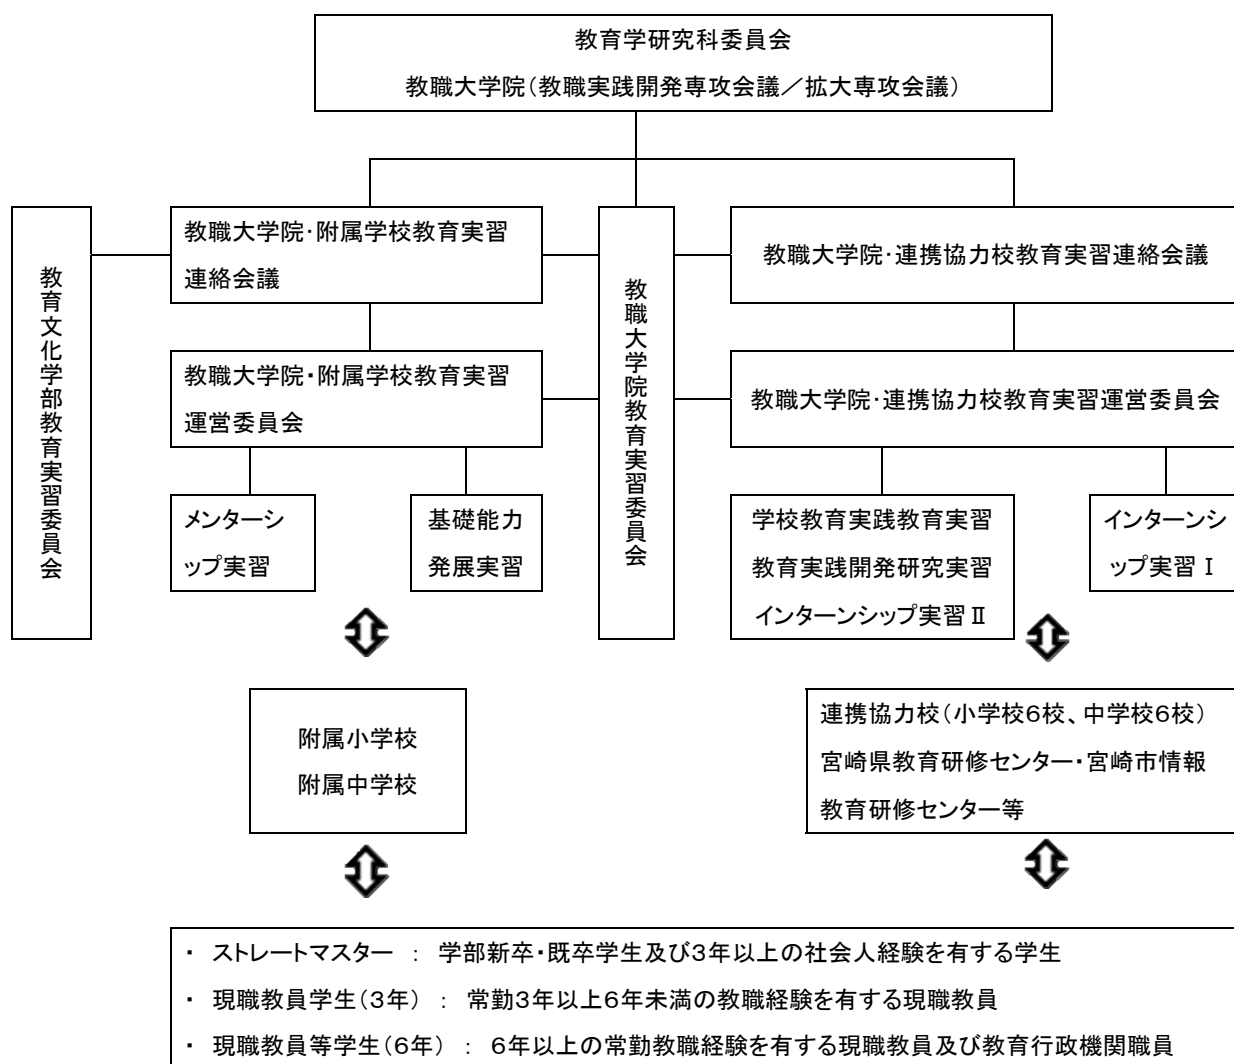 教育学研究科委員会
教職大学院（教職実践開発専攻会議／拡大専攻会議）
教育文化学部教育実習委員会
教職大学院・附属学校教育実習
連絡会議
教職大学院教育実習委員会
教職大学院・連携協力校教育実習連絡会議
教職大学院・附属学校教育実習
運営委員会
教職大学院・連携協力校教育実習運営委員会
メンターシ
ップ実習
基礎能力
発展実習
学校教育実践教育実習
教育実践開発研究実習
インターンシップ実習Ⅱ
インターンシ
ップ実習Ⅰ
附属小学校
附属中学校
連携協力校（小学校６校、中学校６校）
宮崎県教育研修センター・宮崎市情報
教育研修センター等
・ ストレートマスター ： 学部新卒・既卒学生及び３年以上の社会人経験を有する学生
・ 現職教員学生（３年） ： 常勤３年以上６年未満の教職経験を有する現職教員
・ 現職教員等学生（６年） ： ６年以上の常勤教職経験を有する現職教員及び教育行政機関職員